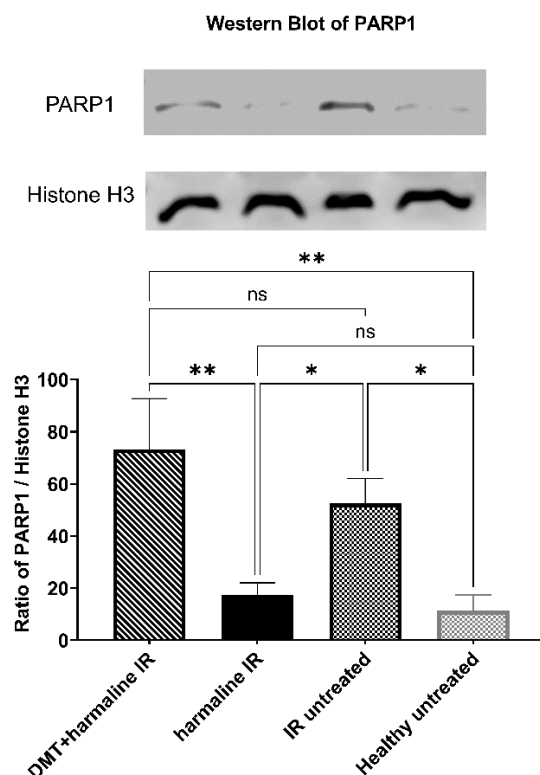 Western Blot of PARP1
PARP1
Histone H3
**
ns
ns
** * *
Ratio of PARP1 / Histone H3
100
80
60
40
20
0
DMT+harmaline IR
harmaline IR
IR untreated
Healthy untreated